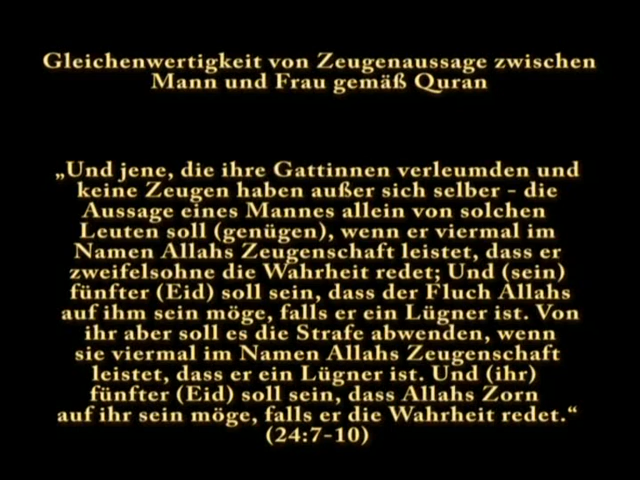 Gleichenwertigkeit von Zeugenaussage zwischen
Mann und Frau gemäß Quran
„Und jene, die ihre Gattinnen verleumden und
keine Zeugen haben außer sich selber - die
Aussage eines Mannes allein von solchen
Leuten soll (genügen), wenn er viermal im
Namen Allahs Zeugenschaft leistet, dass er
zweifelsohne die Wahrheit redet; Und (sein)
fünfter (Eid) soll sein, dass der Fluch Allahs
auf ihm sein möge, falls er ein Lügner ist. Von
ihr aber soll es die Strafe abwenden, wenn
sie viermal im Namen Allahs Zeugenschaft
leistet, dass er ein Lügner ist. Und (ihr)
fünfter (Eid) soll sein, dass Allahs Zorn
auf ihr sein möge, falls er die Wahrheit redet.“
(24:7-10)